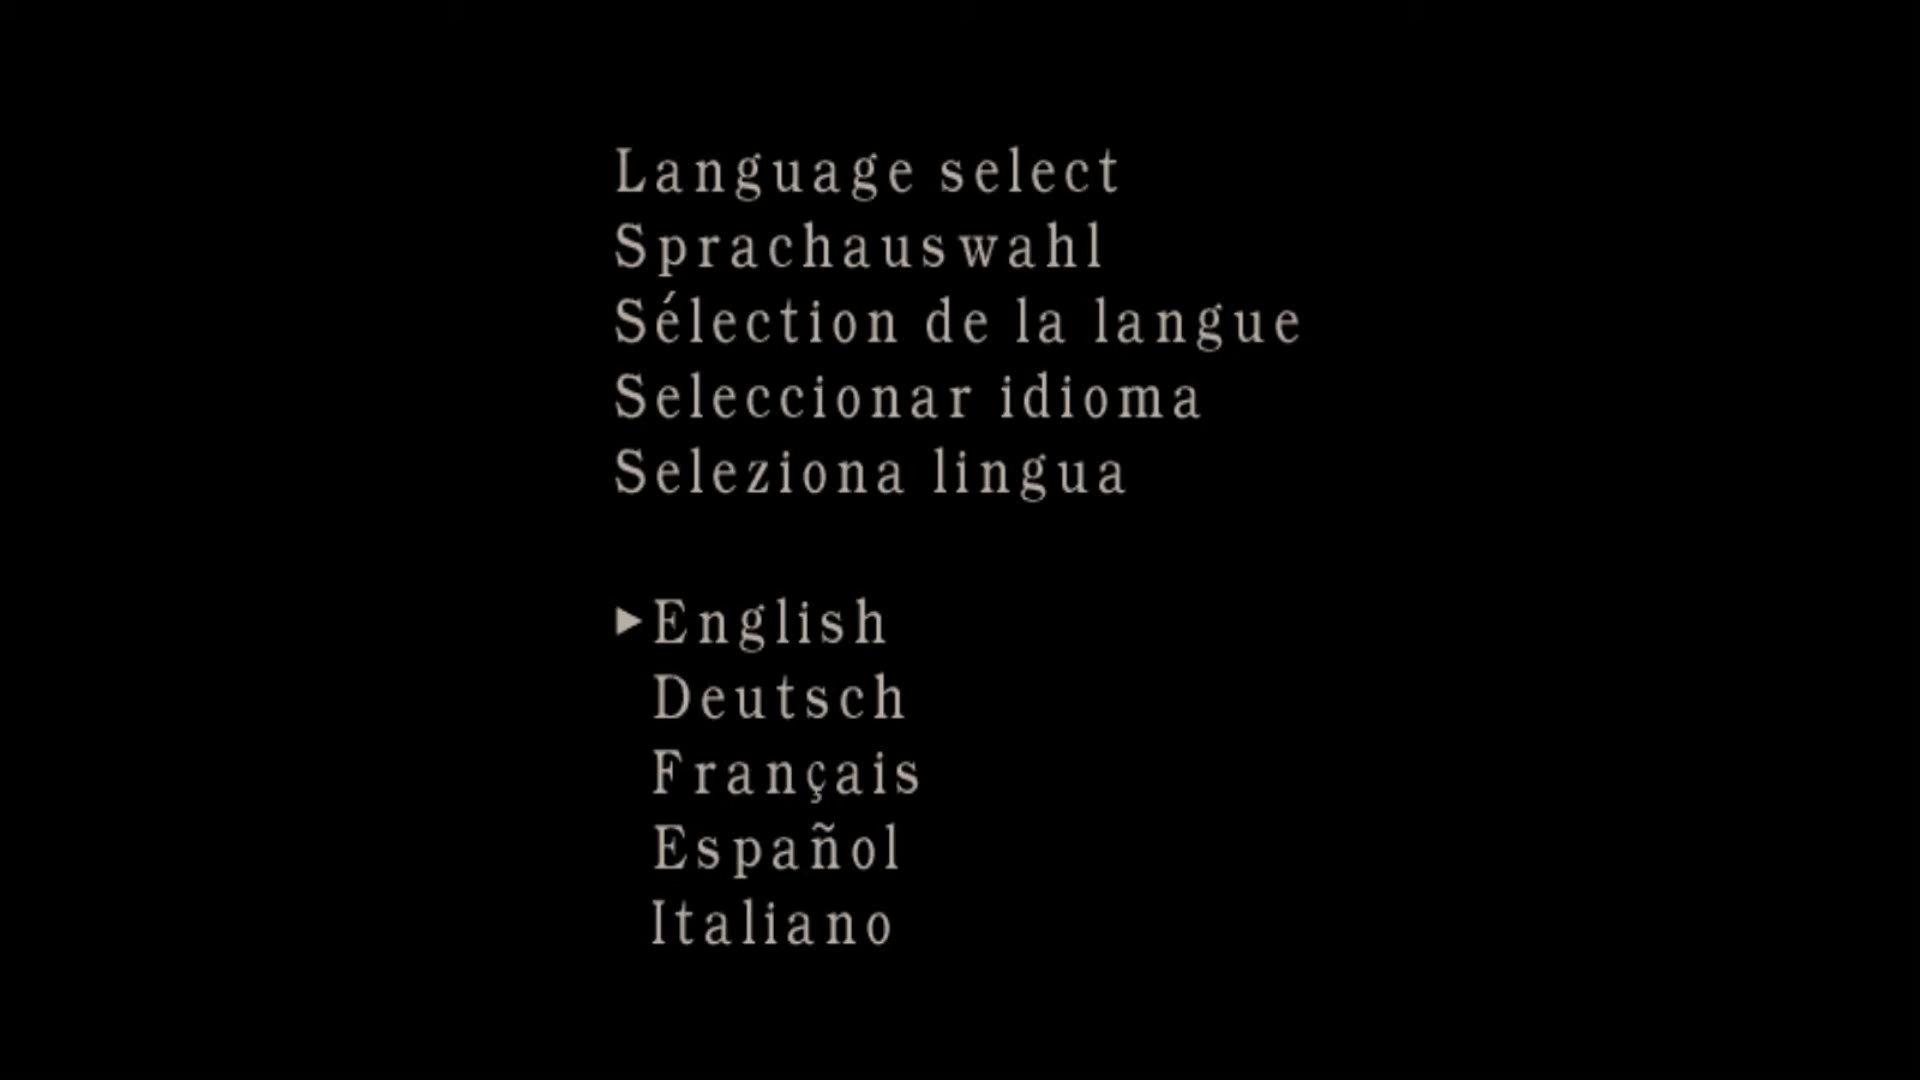 Language select
Sprachauswahl
Sélection de la langue
Seleccionar idioma
Seleziona lingua
▶English
Deutsch
Français
Español
Italiano